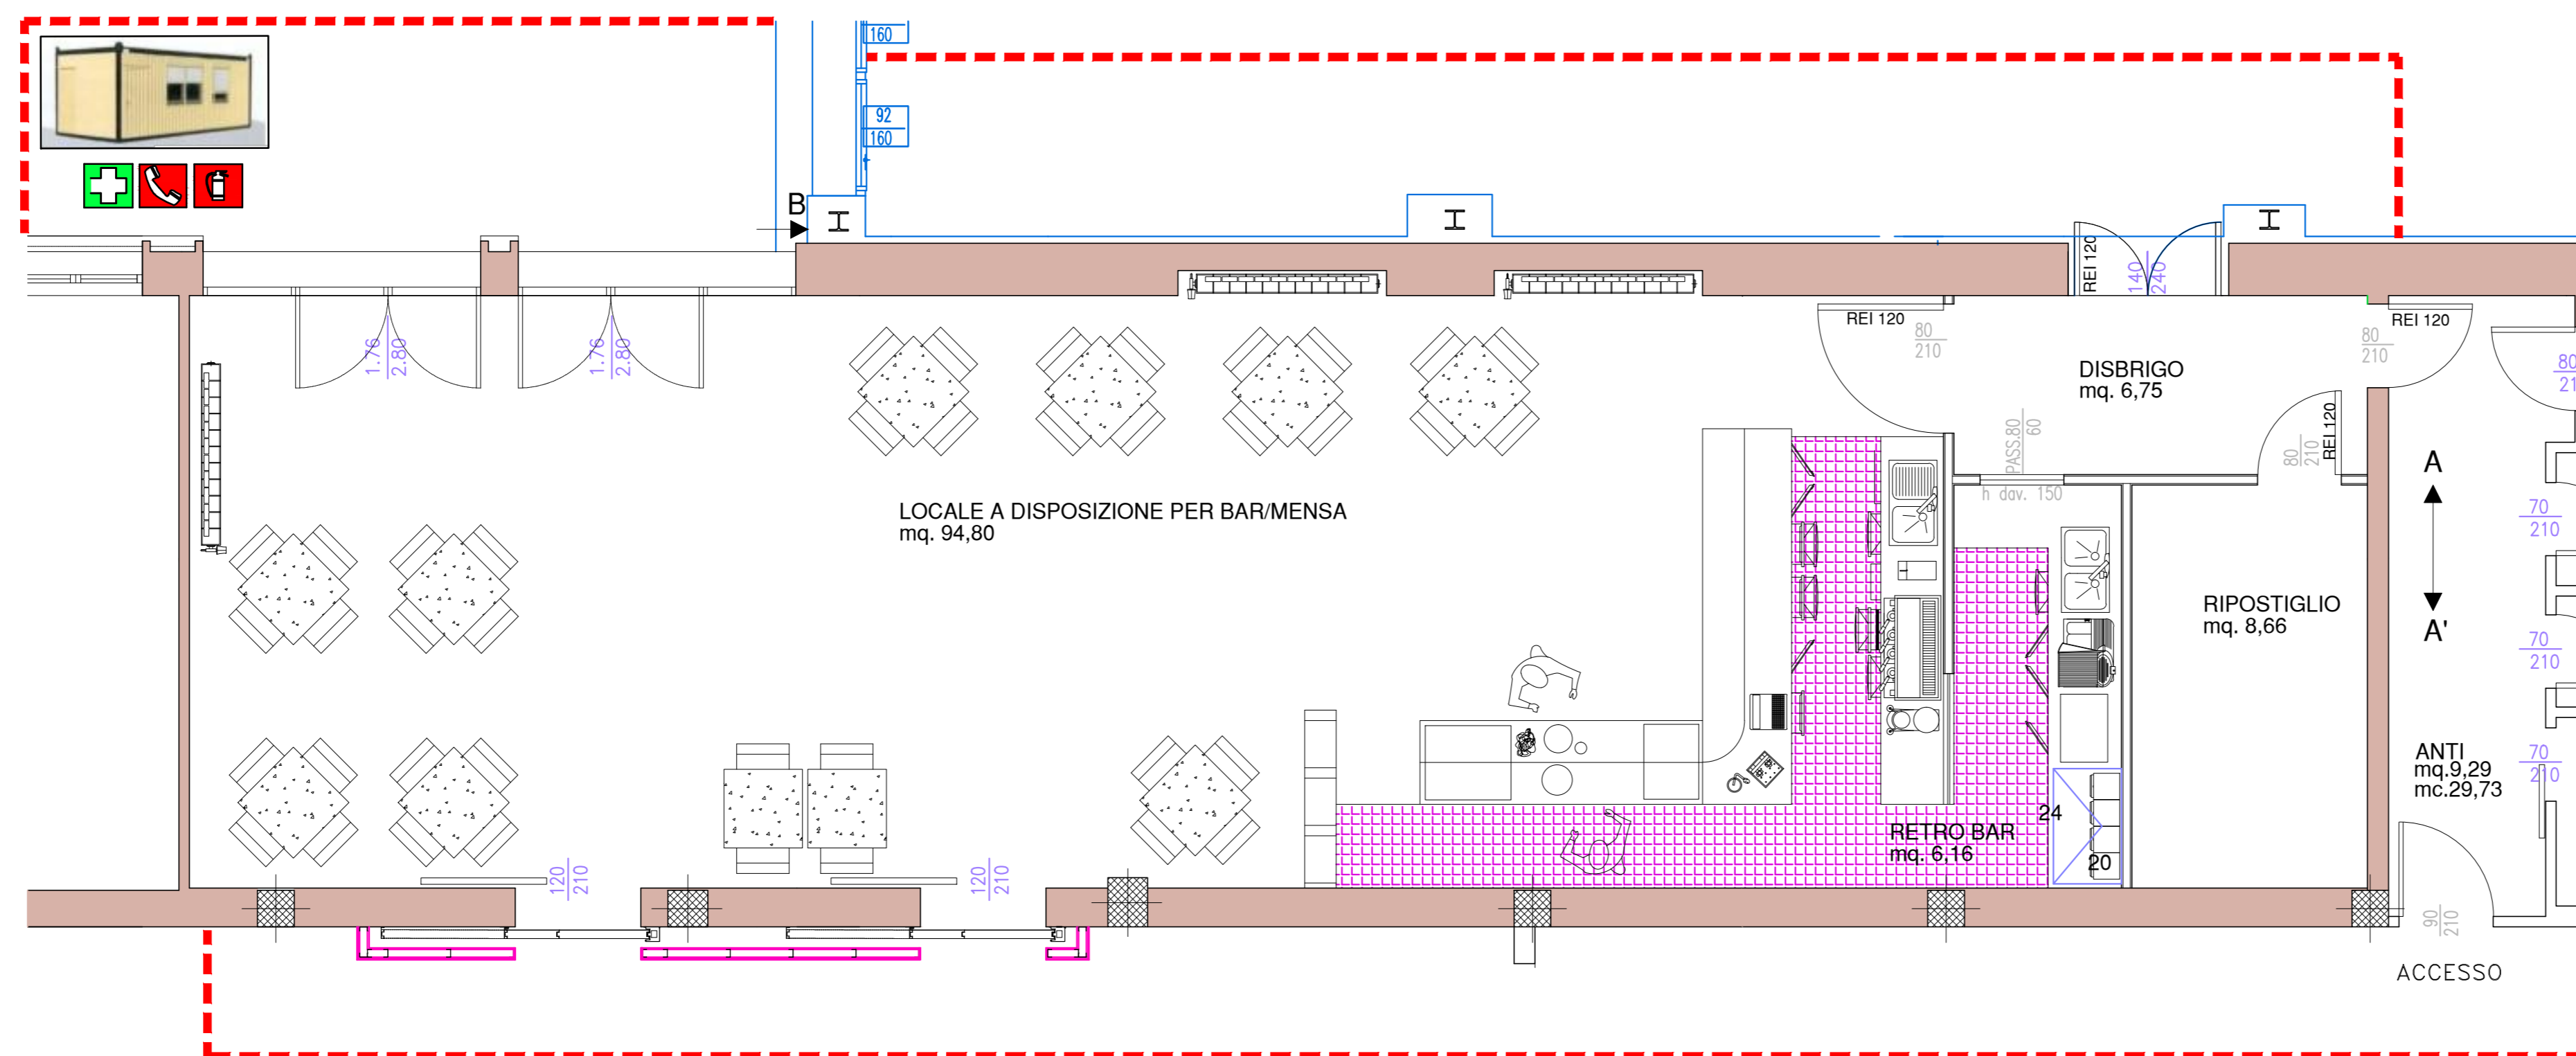 160
92
160
B
REI 120
140
240
REI 120
80
210
REI 120
80
210
1.76
2.80
1.76
2.80
DISBRIGO
mq. 6,75
80
PASS.80
60
REI 120
80
210
h dav. 150
A
LOCALE A DISPOSIZIONE PER BAR/MENSA
mq. 94,80
70
210
RIPOSTIGLIO
mq. 8,66
A'
70
210
ANTI
mq.9,29
mc.29,73
70
210
24
RETRO BAR
mq. 6,16
20
120
210
120
210
90
210
ACCESSO